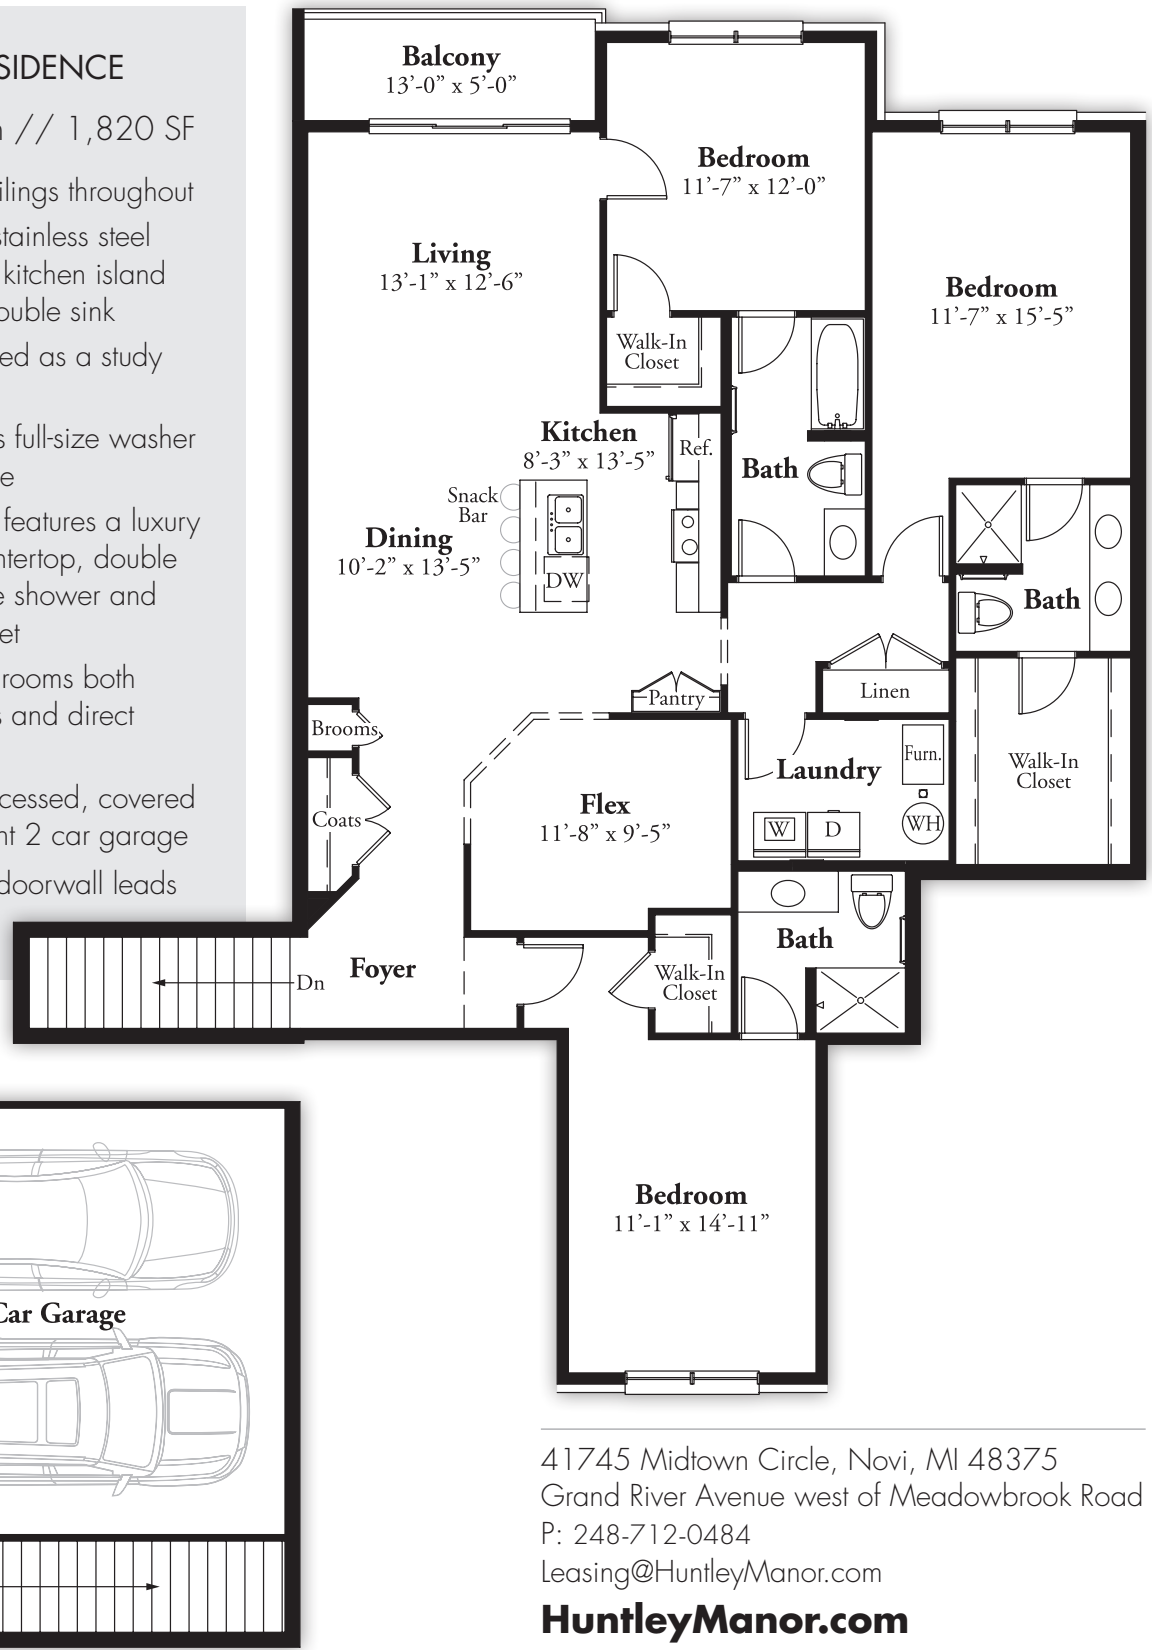 SIDENCE
// 1,820 SF
ilings throughout
stainless steel
kitchen island
ouble sink
ed as a study
s full-size washer
e
features a luxury
ntertop, double
e shower and
et
rooms both
s and direct
cessed, covered
nt 2 car garage
doorwall leads
Balcony
13’-0” x 5’-0”
Bedroom
11’-7” x 12’-0”
Living
13’-1” x 12’-6”
Bedroom
11’-7” x 15’-5”
Walk-In
Closet
Kitchen
8’-3” x 13’-5”
Ref.
Bath
Snack
Bar
Dining
10’-2” x 13’-5”
DW
Bath
Linen
Pantry
Brooms
Laundry
Furn.
Walk-In
Closet
Flex
11’-8” x 9’-5”
Coats
W
D
WH
Bath
Foyer
Dn
Walk-In
Closet
Bedroom
11’-1” x 14’-11”
Car Garage
41745 Midtown Circle, Novi, MI 48375
Grand River Avenue west of Meadowbrook Road
P: 248-712-0484
Leasing@HuntleyManor.com
HuntleyManor.com